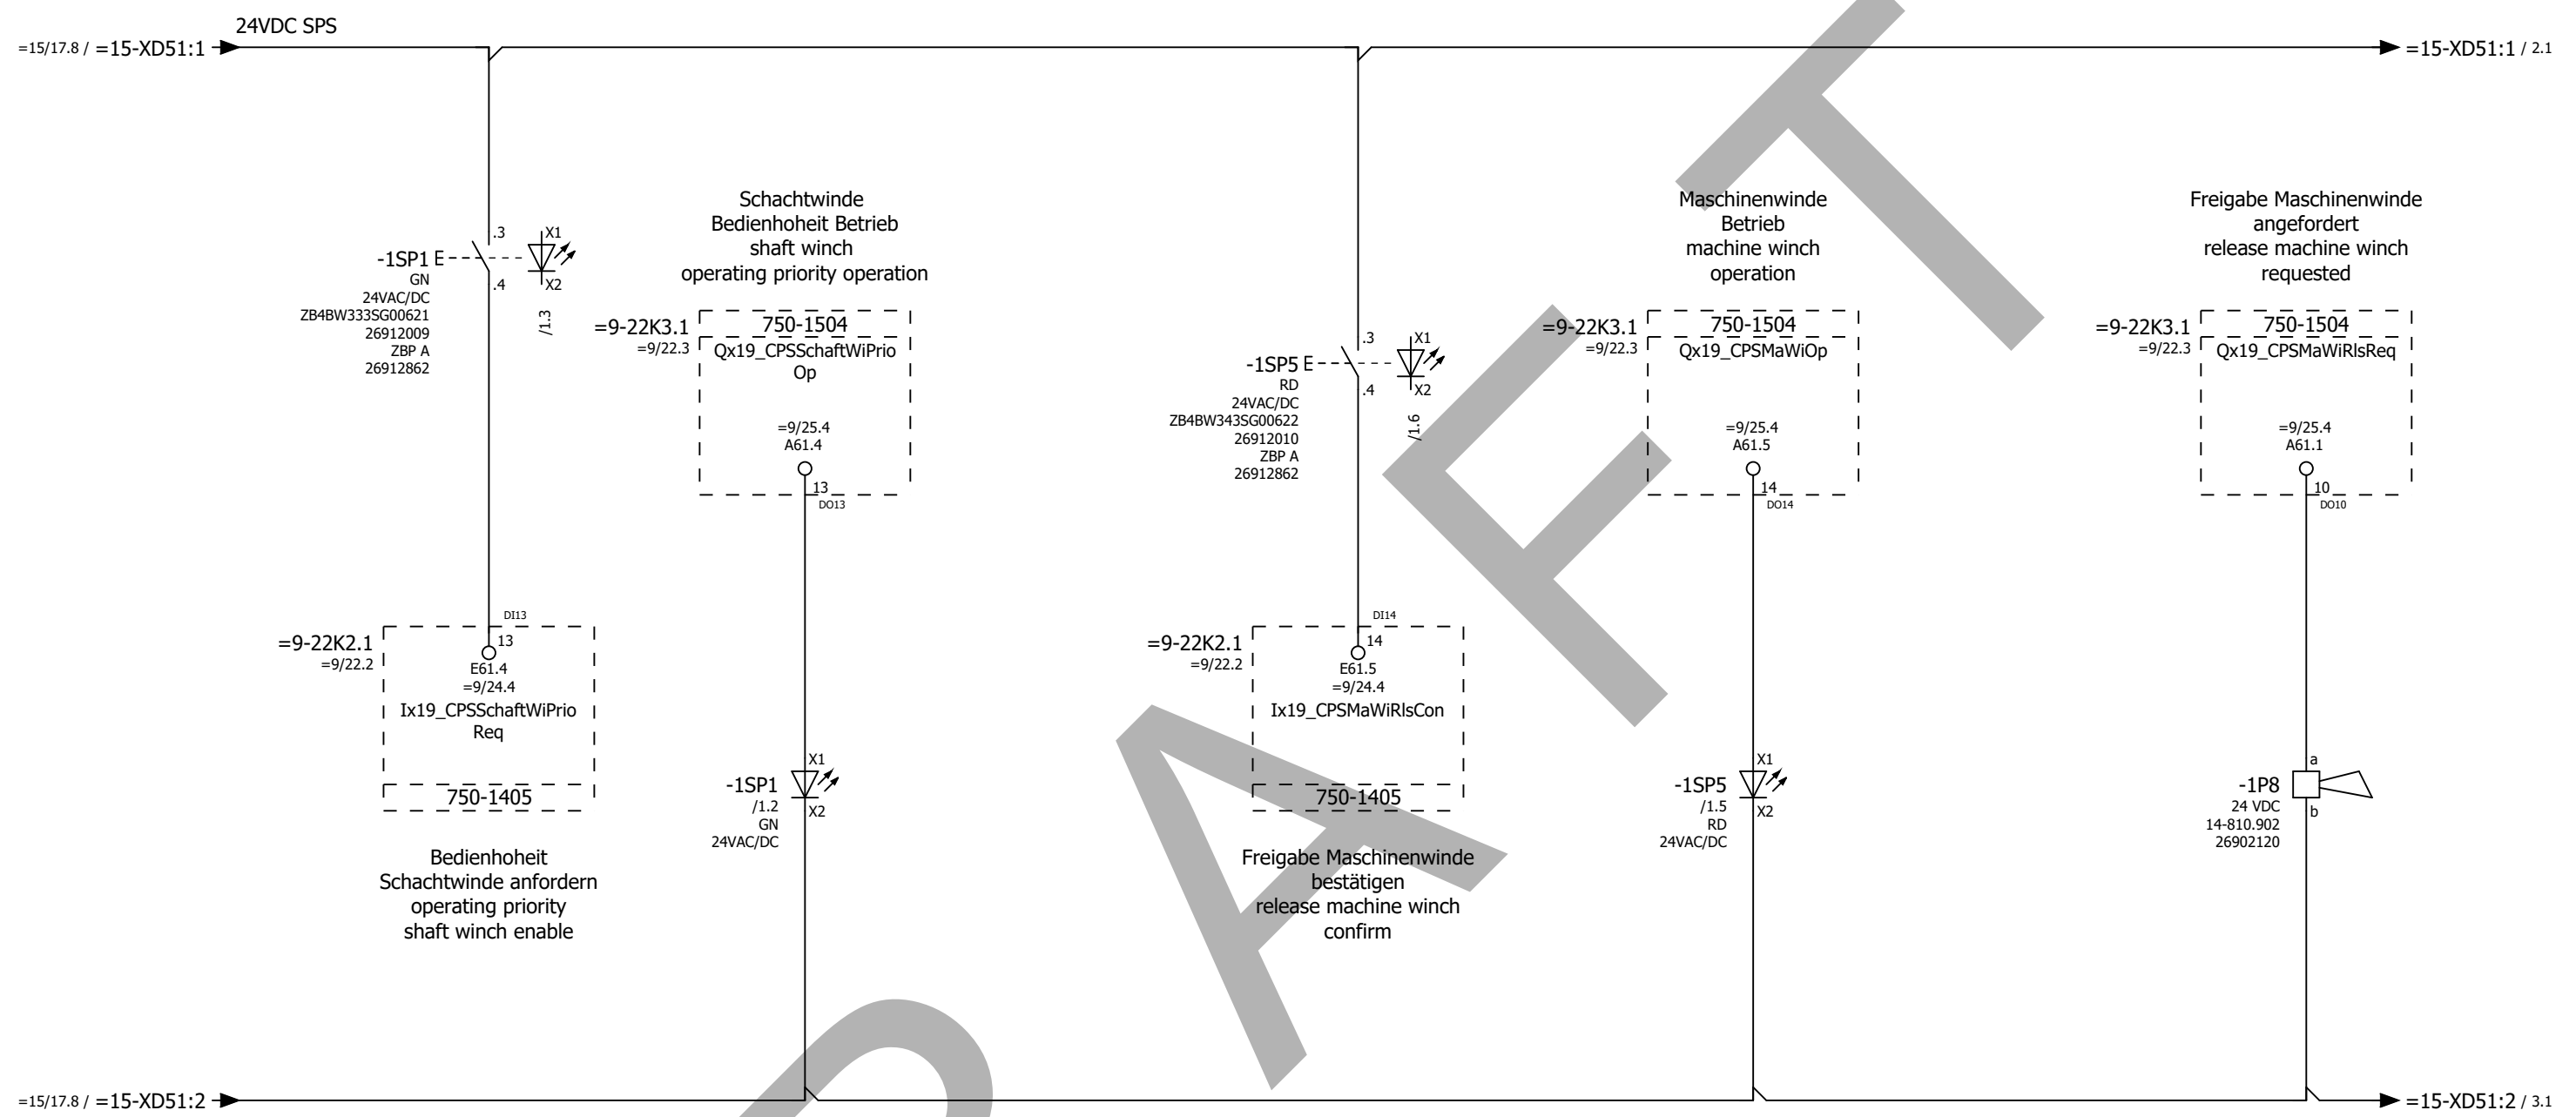 24VDC SPS
=15/17.8 / =15-XD51:1
=15-XD51:1 / 2.1
.3
-1SP1 E
.4
GN
24VAC/DC
ZB4BW333SG00621
26912009
ZBP A
26912862
X1
X2
/1.3
Schachtwinde
Bedienhoheit Betrieb
shaft winch
operating priority operation
=9-22K3.1
=9/22.3
750-1504
Qx19_CPSSchaftWiPrio
Op
=9/25.4
A61.4
13
DO13
.3
-1SP5 E
.4
RD
24VAC/DC
ZB4BW343SG00622
26912010
ZBP A
26912862
X1
X2
/1.6
Maschinenwinde
Betrieb
machine winch
operation
=9-22K3.1
=9/22.3
750-1504
Qx19_CPSMaWiOp
=9/25.4
A61.5
14
DO14
Freigabe Maschinenwinde
angefordert
release machine winch
requested
=9-22K3.1
=9/22.3
750-1504
Qx19_CPSMaWiRlsReq
=9/25.4
A61.1
10
DO10
DI13
=9-22K2.1
=9/22.2
13
E61.4
=9/24.4
Ix19_CPSSchaftWiPrio
Req
750-1405
Bedienhoheit
Schachtwinde anfordern
operating priority
shaft winch enable
X1
-1SP1
/1.2
X2
GN
24VAC/DC
DI14
=9-22K2.1
=9/22.2
14
E61.5
=9/24.4
Ix19_CPSMaWiRlsCon
750-1405
Freigabe Maschinenwinde
bestätigen
release machine winch
confirm
X1
-1SP5
/1.5
X2
RD
24VAC/DC
a
-1P8
24 VDC
b
14-810.902
26902120
=15/17.8 / =15-XD51:2
=15-XD51:2 / 3.1